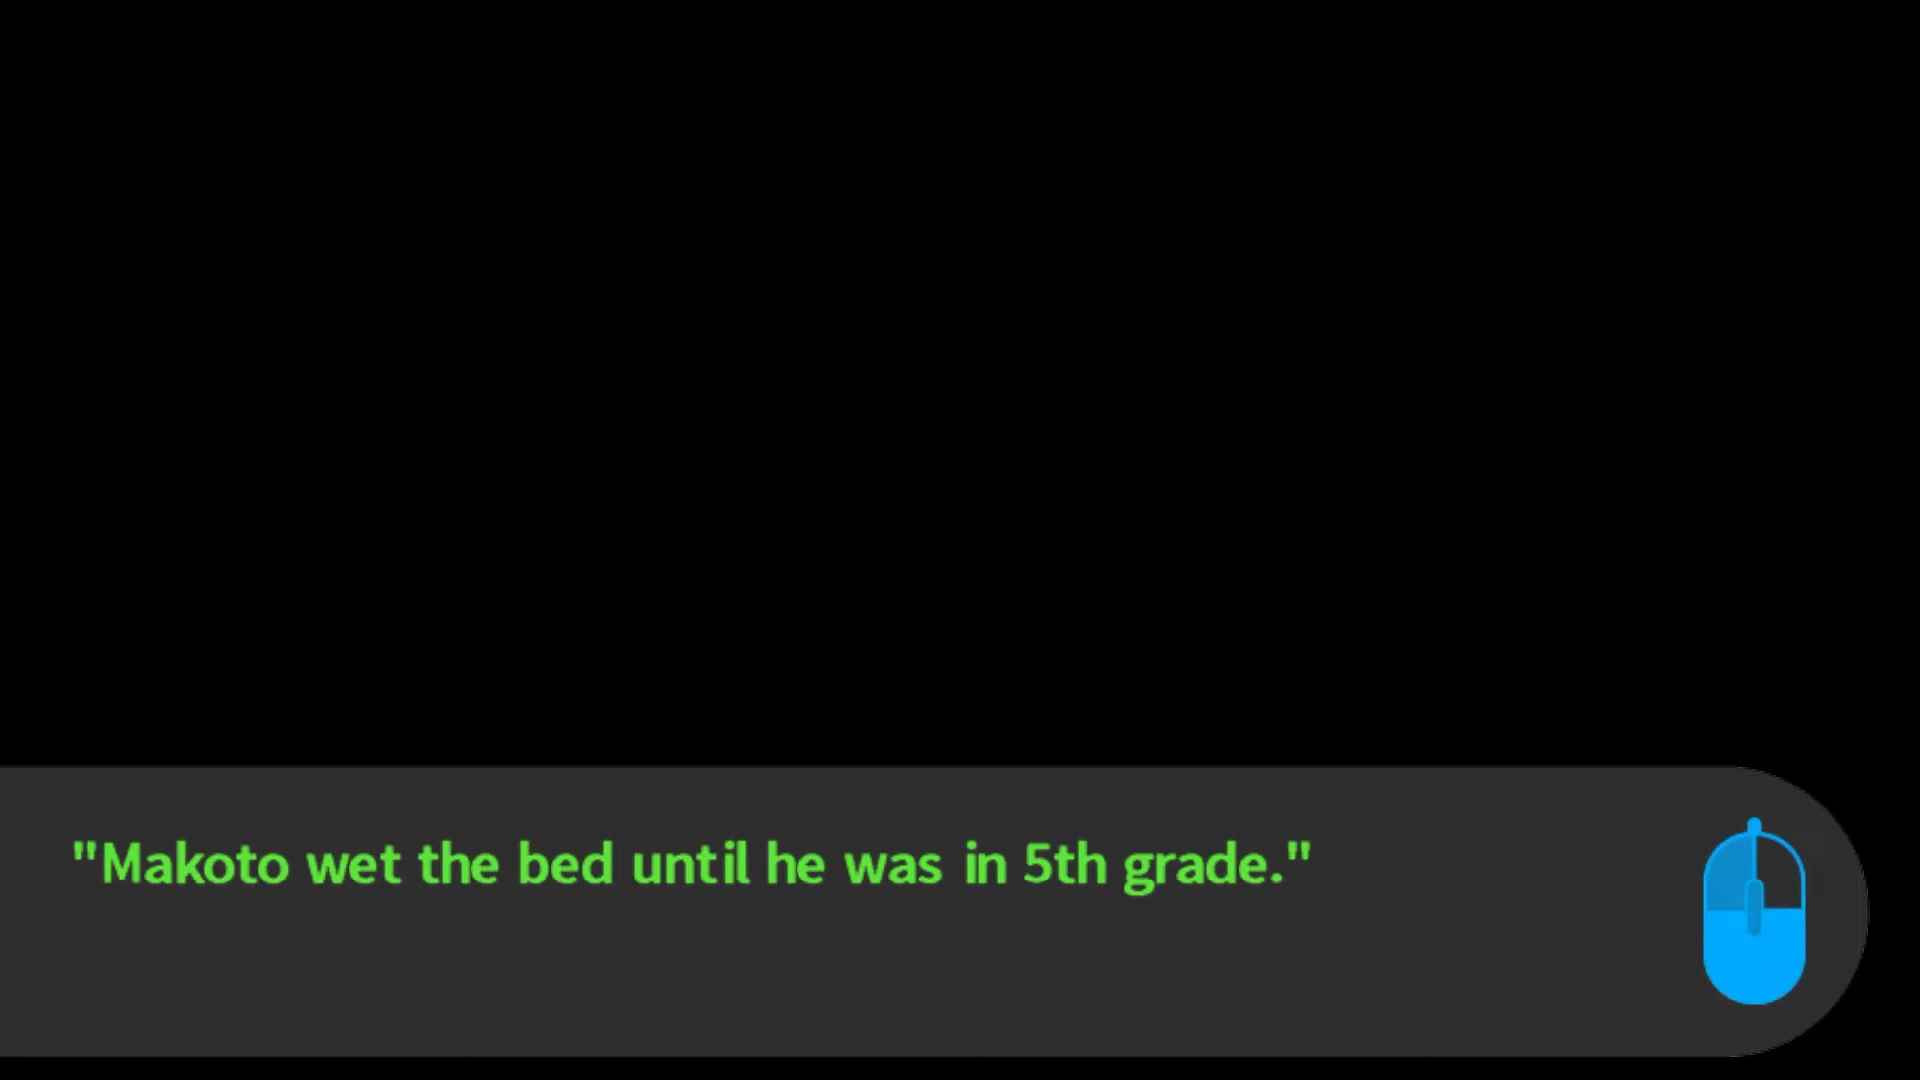 "Makoto wet the bed until he was in 5th grade."